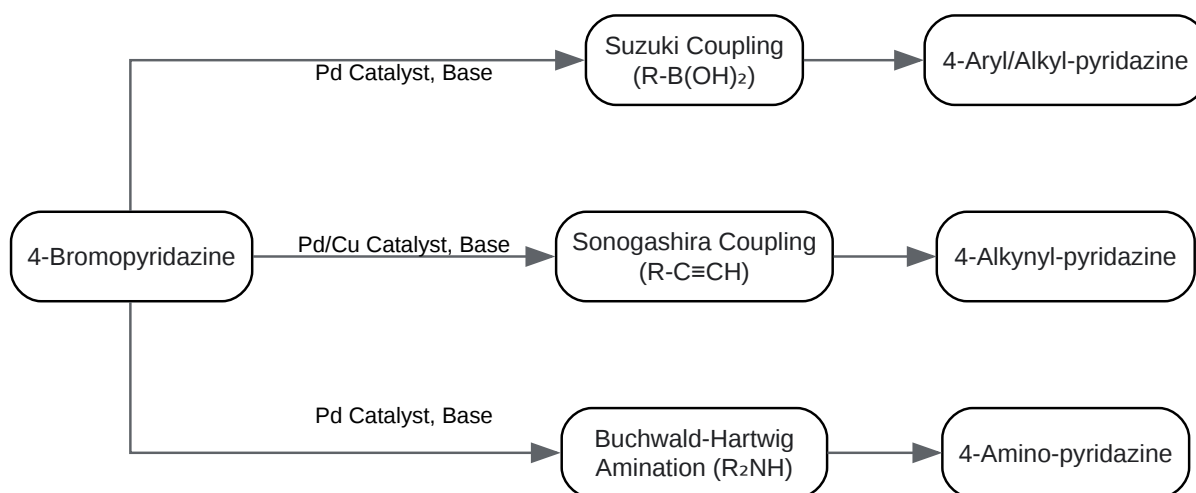 Suzuki Coupling
(R-B(OH)₂)
4-Aryl/Alkyl-pyridazine
Pd Catalyst, Base
4-Bromopyridazine
Pd/Cu Catalyst, Base
Sonogashira Coupling
(R-C≡CH)
4-Alkynyl-pyridazine
Pd Catalyst, Base
Buchwald-Hartwig
Amination (R₂NH)
4-Amino-pyridazine